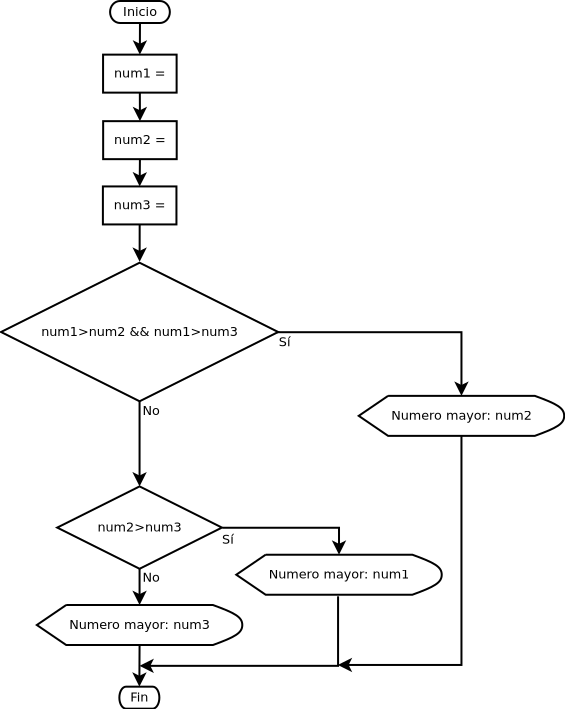 Inicio
num1 =
num2 =
num3 =
num1>num2 && num1>num3
Sí
No
Numero mayor: num2
num2>num3
Sí
No
Numero mayor: num1
Numero mayor: num3
Fin